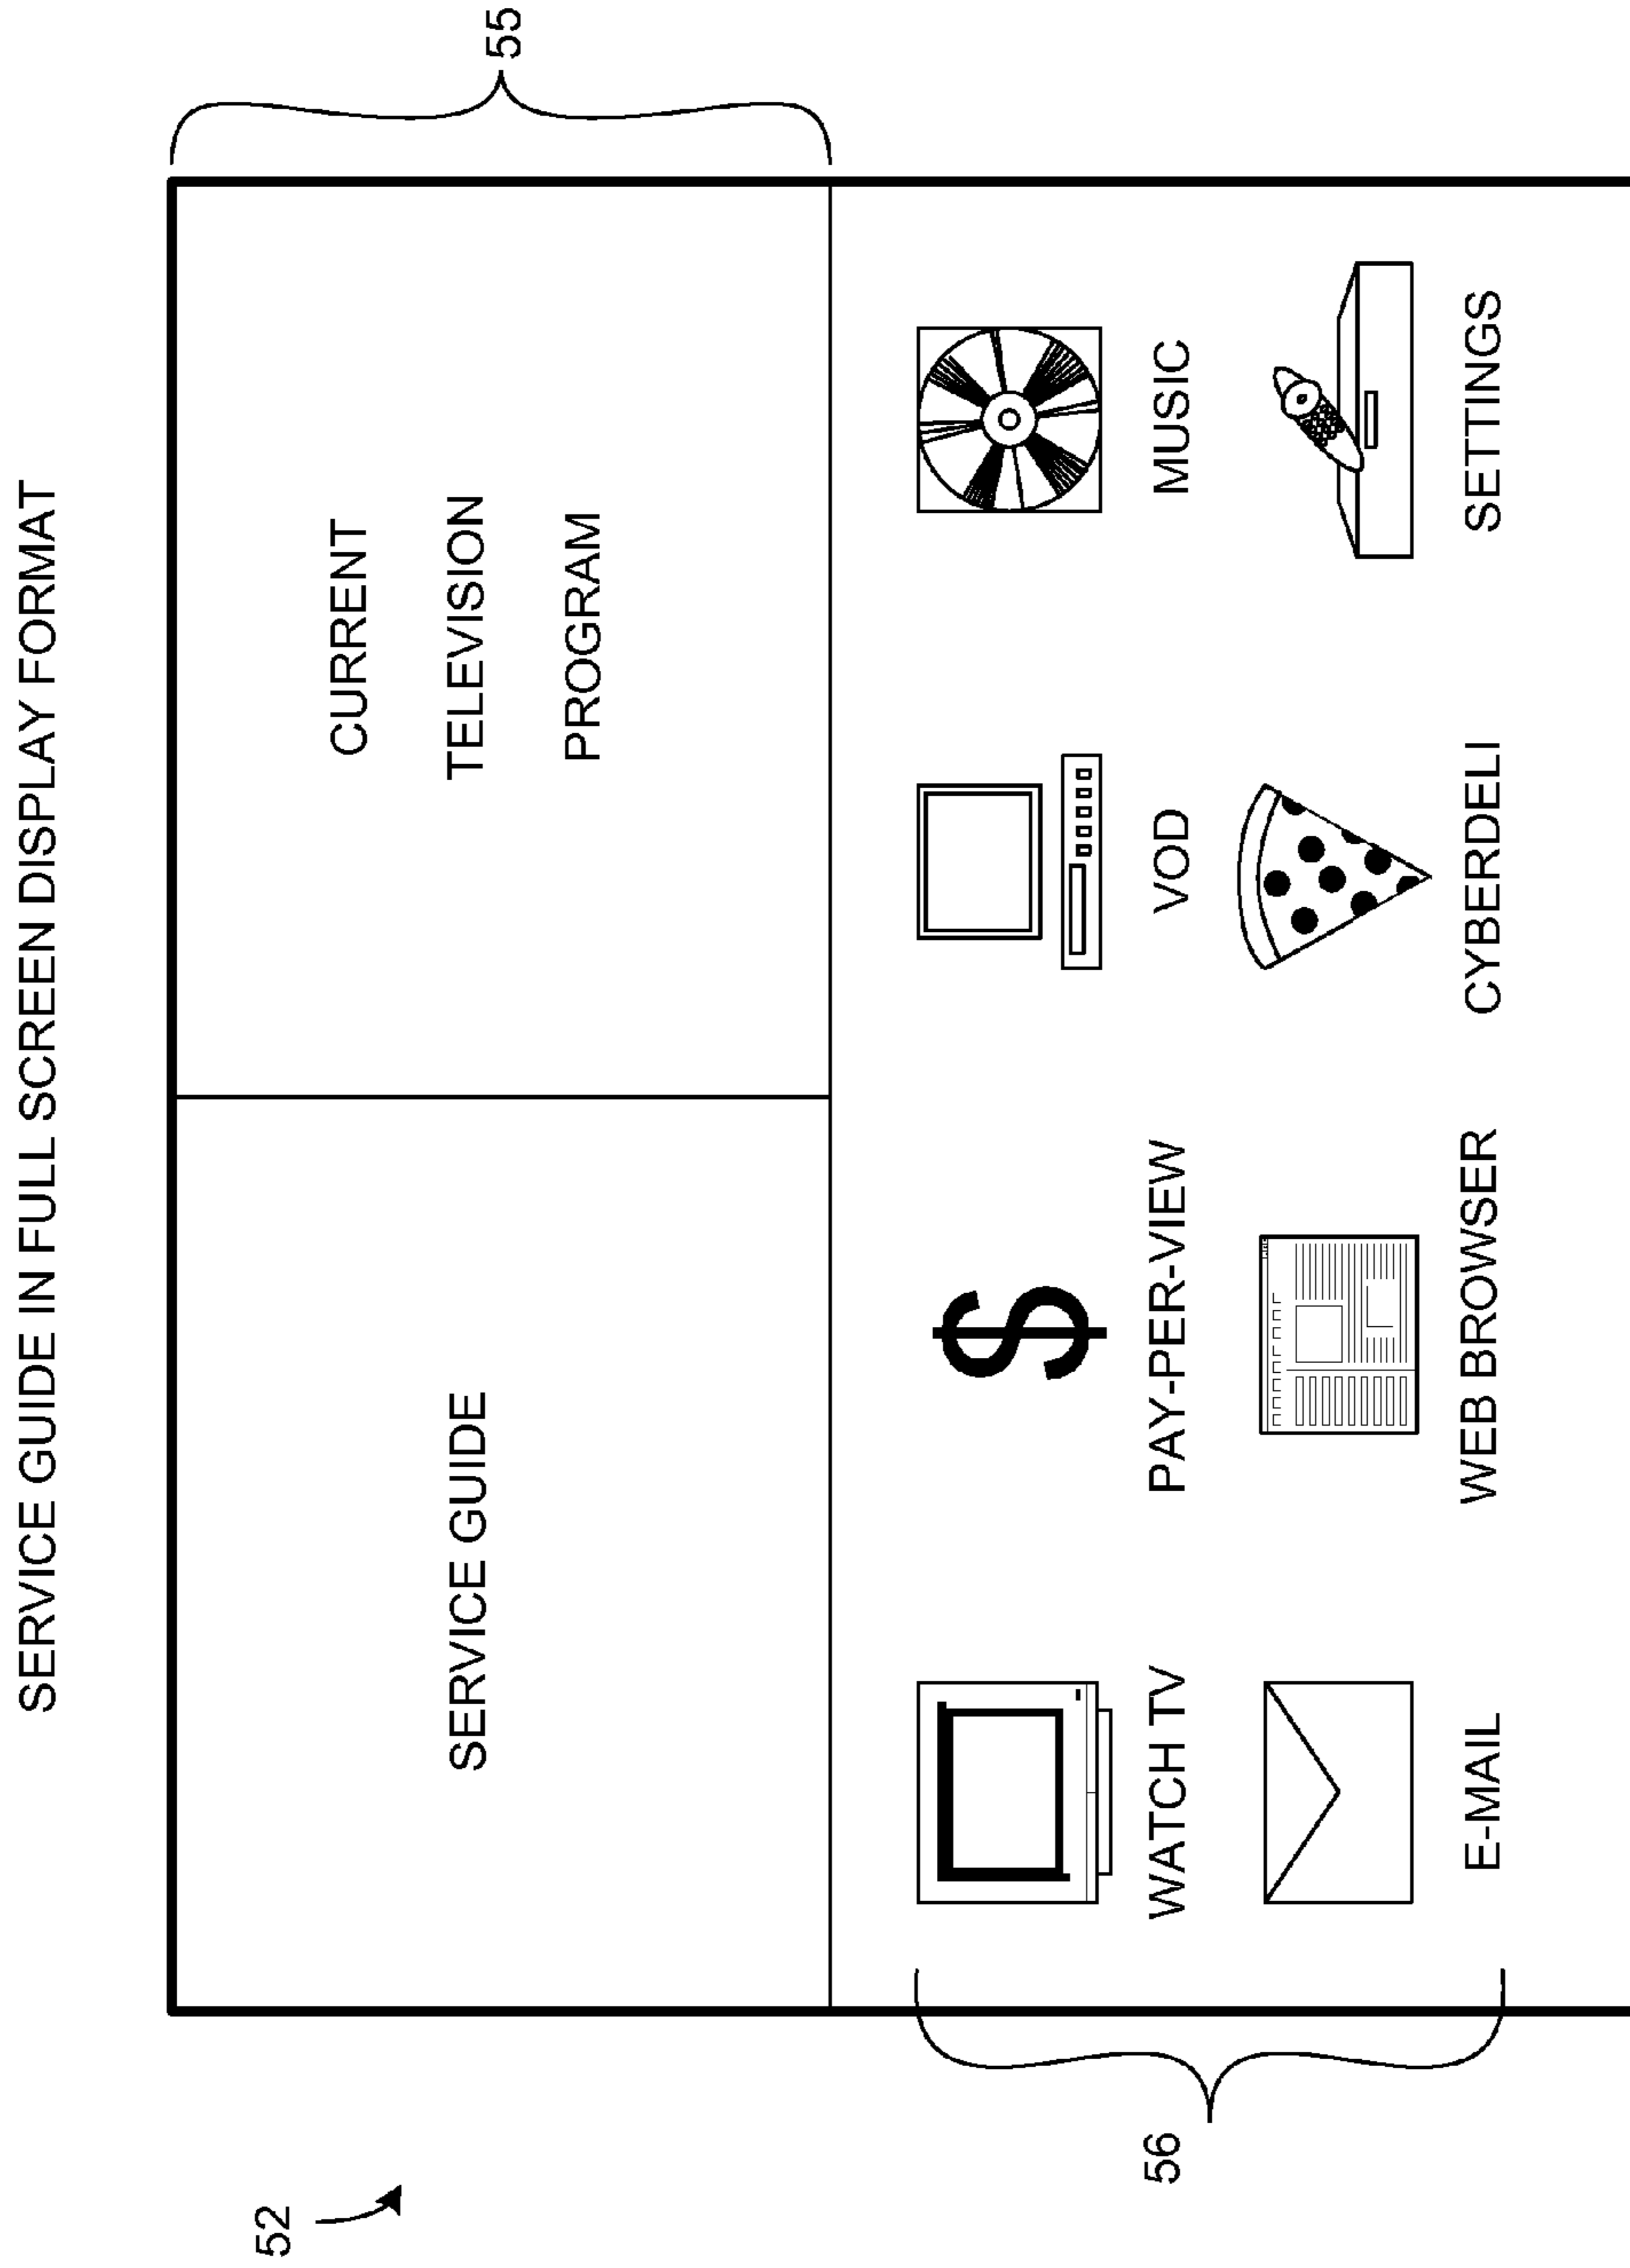 SERVICE GUIDE IN FULL SCREEN DISPLAY FORMAT
52
55
SERVICE GUIDE
CURRENT
TELEVISION
PROGRAM
56
WATCH TV
PAY-PER-VIEW
VOD
MUSIC
E-MAIL
WEB BROWSER
CYBERDELI
SETTINGS